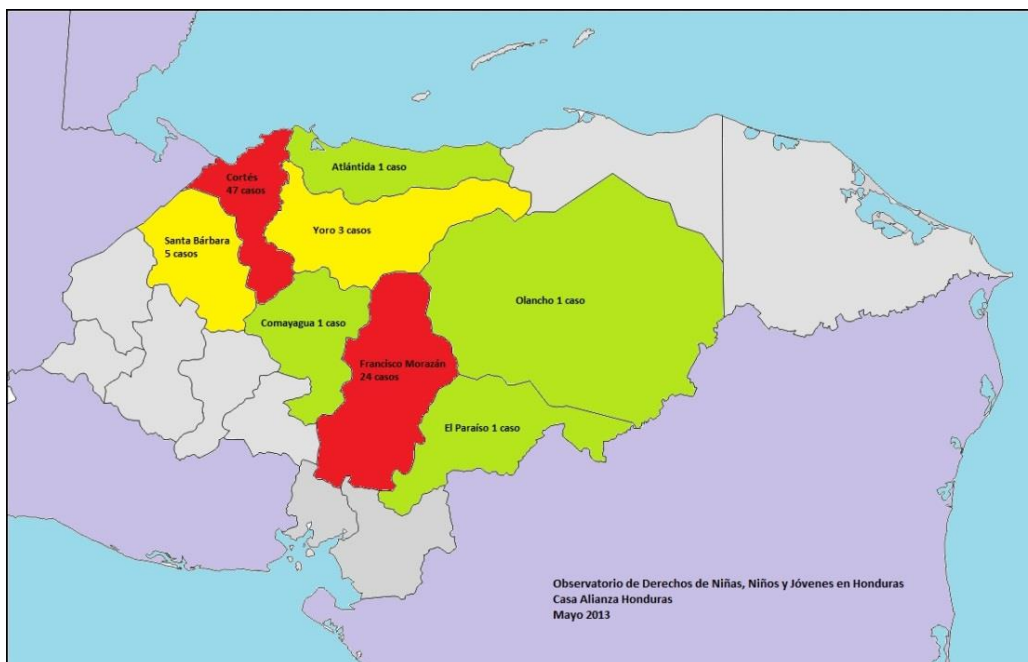 Atlántida 1 caso
Cortés
47 casos
Yoro 3 casos
Santa Bárbara
5 casos
Olancho 1 caso
Comayagua 1 caso
Francisco Morazán
24 casos
El Paraíso 1 caso
Observatorio de Derechos de Niñas, Niños y Jóvenes en Honduras
Casa Alianza Honduras
Mayo 2013